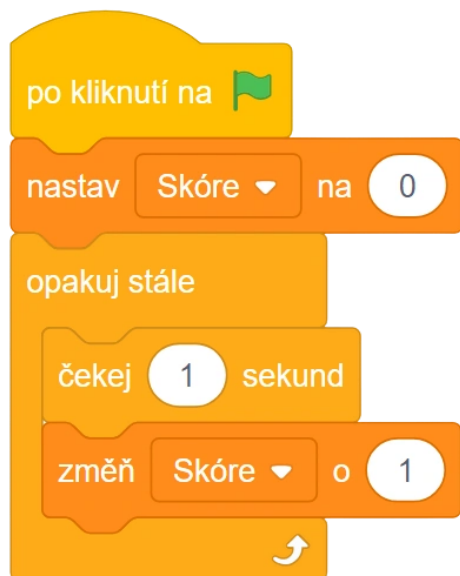 po kliknutí na
nastav Skóre na 0
opakuj stále
čekej 1 sekund
změň Skóre o 1